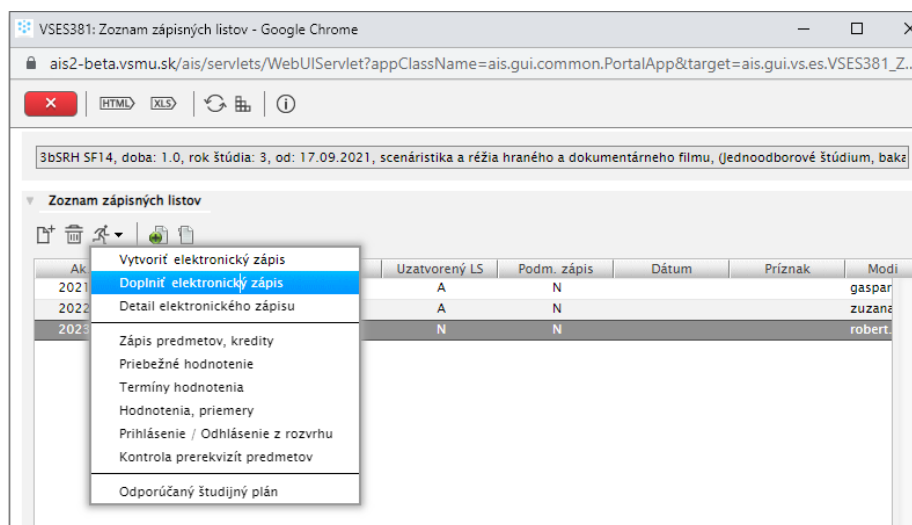 VSES381: Zoznam zápisných listov - Google Chrome
ais2-beta.vsmu.sk/ais/servlets/WebUIServlet?appClassName=ais.gui.common.PortalApp&target=ais.gui.vs.es.VSES381_Z...
HTML XLS
3bSRH SF14, doba: 1.0, rok štúdia: 3, od: 17.09.2021, scenáristika a réžia hraného a dokumentárneho filmu, (Jednoodborové štúdium, baka
Zoznam zápisných listov
Ak. Uzatvorený LS Podm. zápis Dátum Príznak Modi
2021 A N gaspar
2022 A N zuzana
2023 N N robert.
Vytvoriť elektronický zápis
Doplniť elektronický zápis
Detail elektronického zápisu
Zápis predmetov, kredity
Priebežné hodnotenie
Termíny hodnotenia
Hodnotenia, priemery
Prihlásenie / Odhlásenie z rozvrhu
Kontrola prerekvizít predmetov
Odporúčaný študijný plán